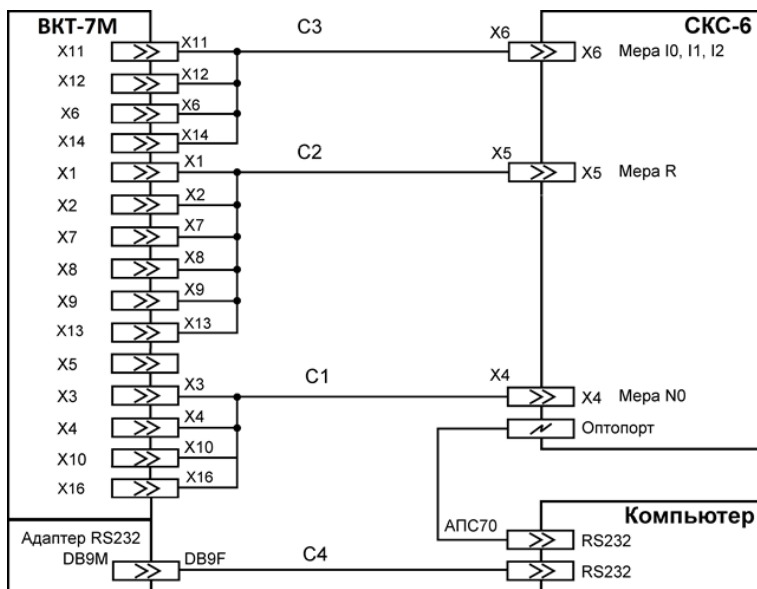 ВКТ-7М
C3
СКС-6
X11
X11
X6
X6
Мера I0, I1, I2
X12
X12
X6
X6
X14
X14
X1
X1
C2
X5
X5
Мера R
X2
X2
X7
X7
X8
X8
X9
X9
X13
X13
X5
X3
X3
C1
X4
X4
Мера N0
X4
X4
Оптопорт
X10
X10
X16
X16
Компьютер
Адаптер RS232
АПС70
RS232
DB9M
DB9F
C4
RS232